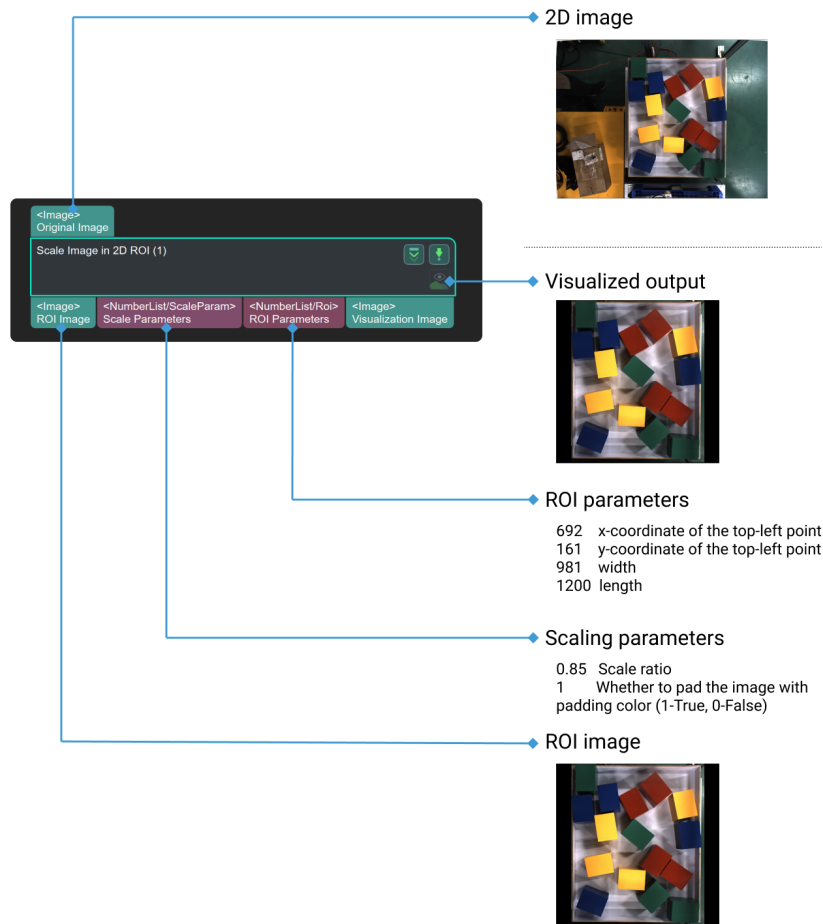 2D image
<Image>
Original Image
Scale Image in 2D ROI (1)
<Image>
ROI Image
<NumberList/ScaleParam>
Scale Parameters
<NumberList/Roi>
ROI Parameters
<Image>
Visualization Image
Visualized output
ROI parameters
692 x-coordinate of the top-left point
161 y-coordinate of the top-left point
981 width
1200 length
Scaling parameters
0.85 Scale ratio
1 Whether to pad the image with
padding color (1-True, 0-False)
ROI image